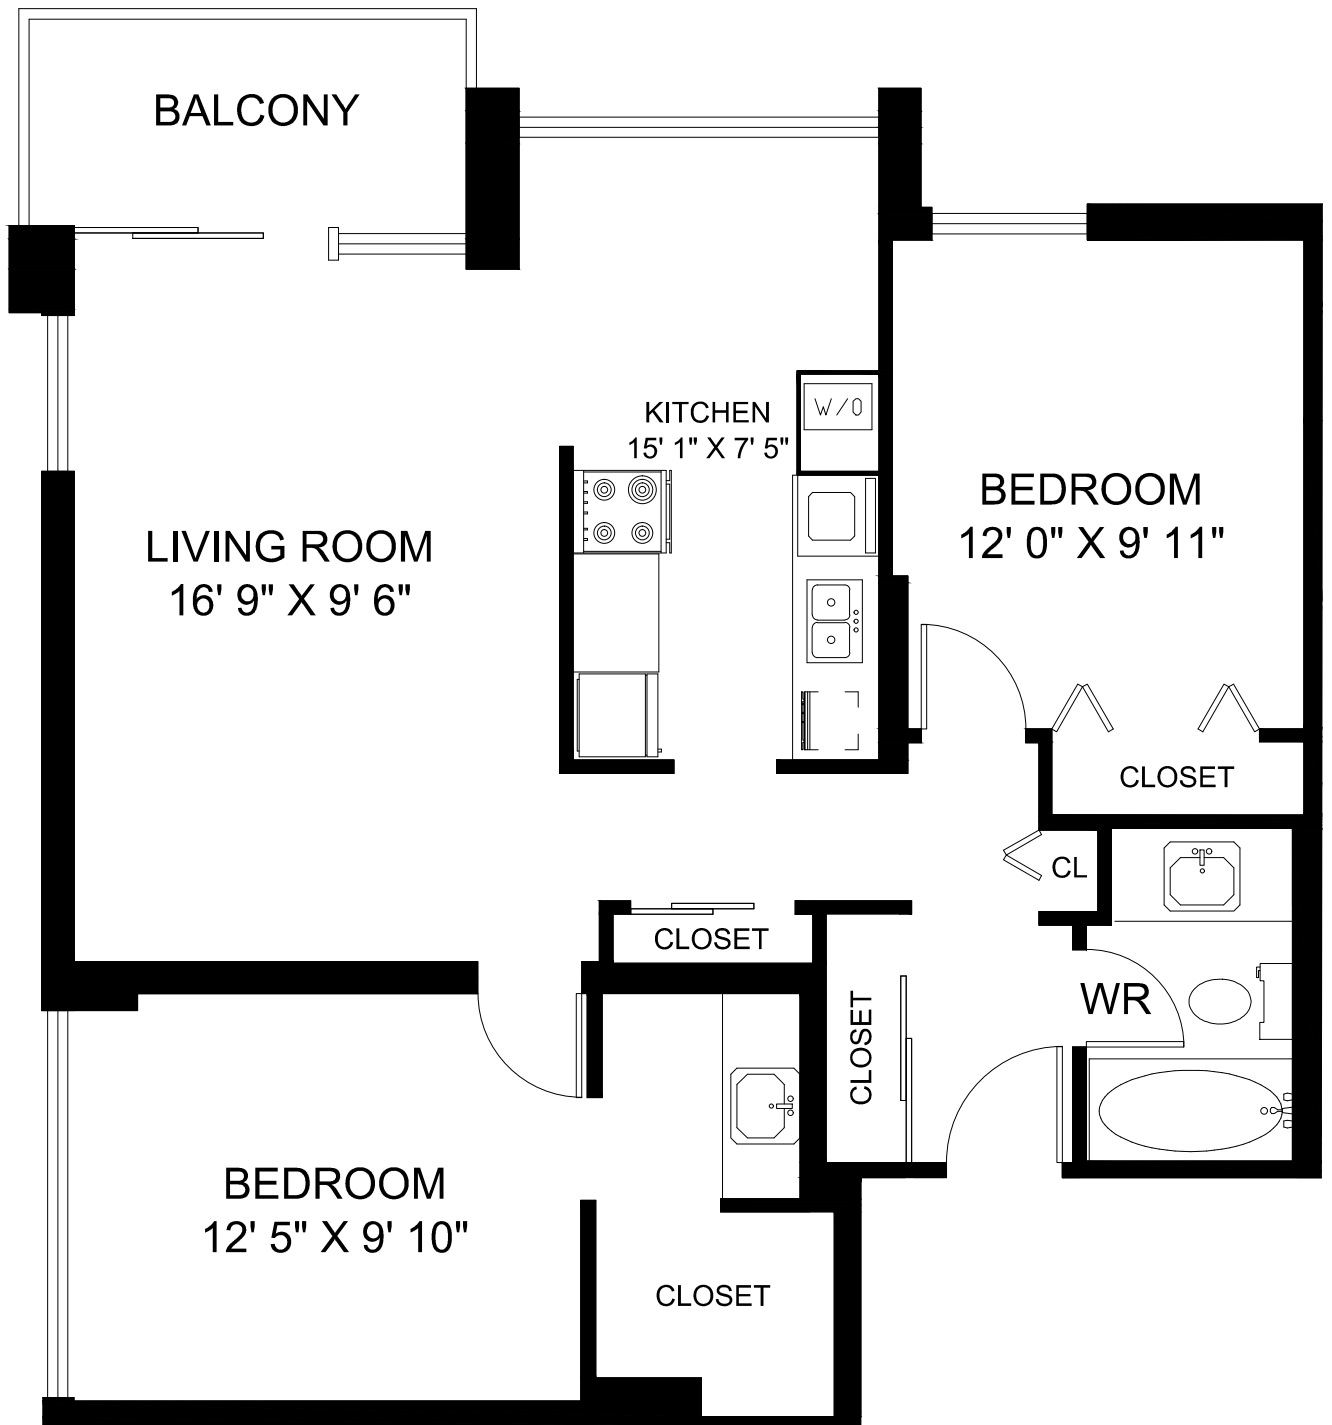 BALCONY
KITCHEN
15' 1" X 7' 5"
W/O
BEDROOM
12' 0" X 9' 11"
LIVING ROOM
16' 9" X 9' 6"
CLOSET
CL
CLOSET
WR
CLOSET
BEDROOM
12' 5" X 9' 10"
CLOSET